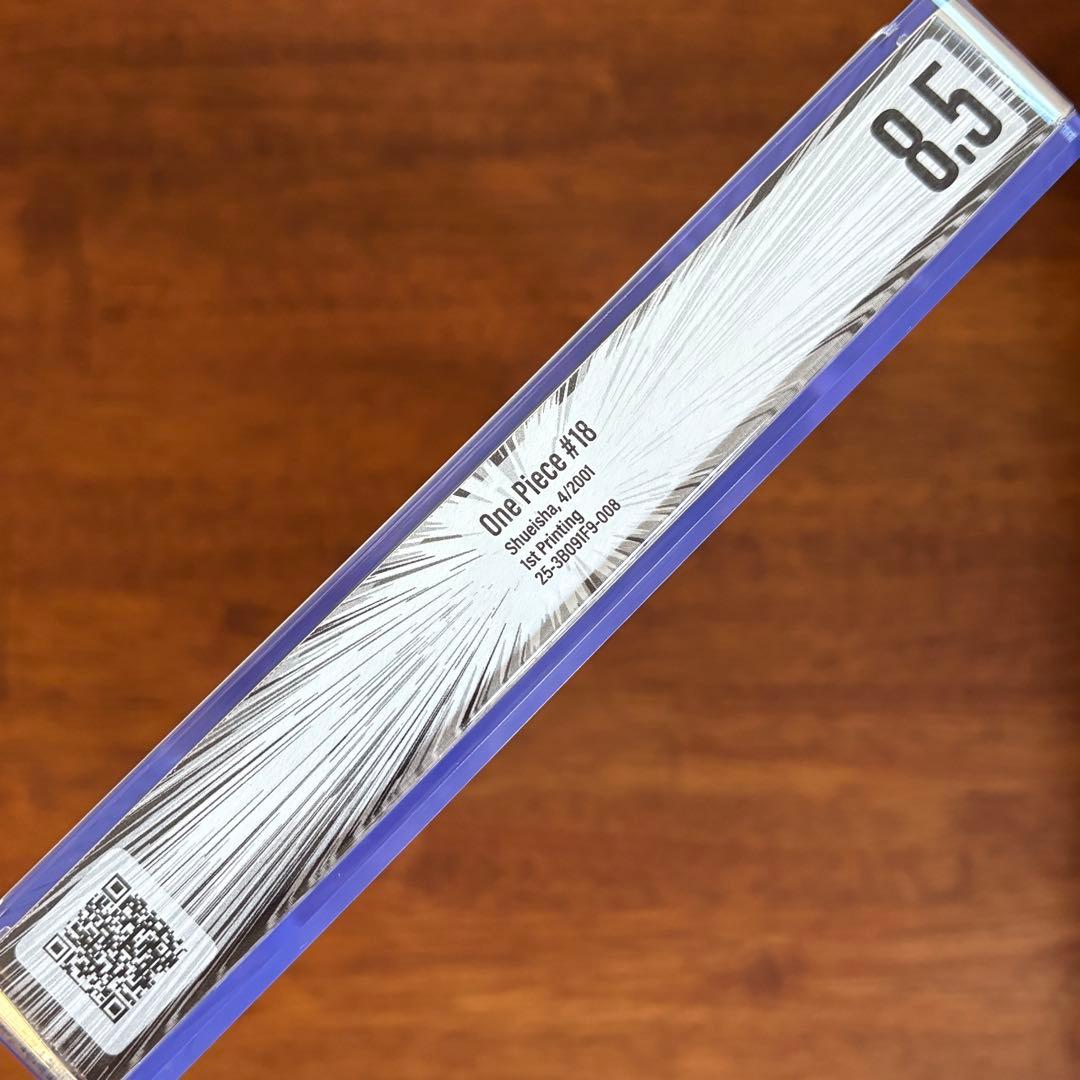 One Piece #18
Shueisha, 4/2001
1st Printing
25-3B091F9-008
8.5